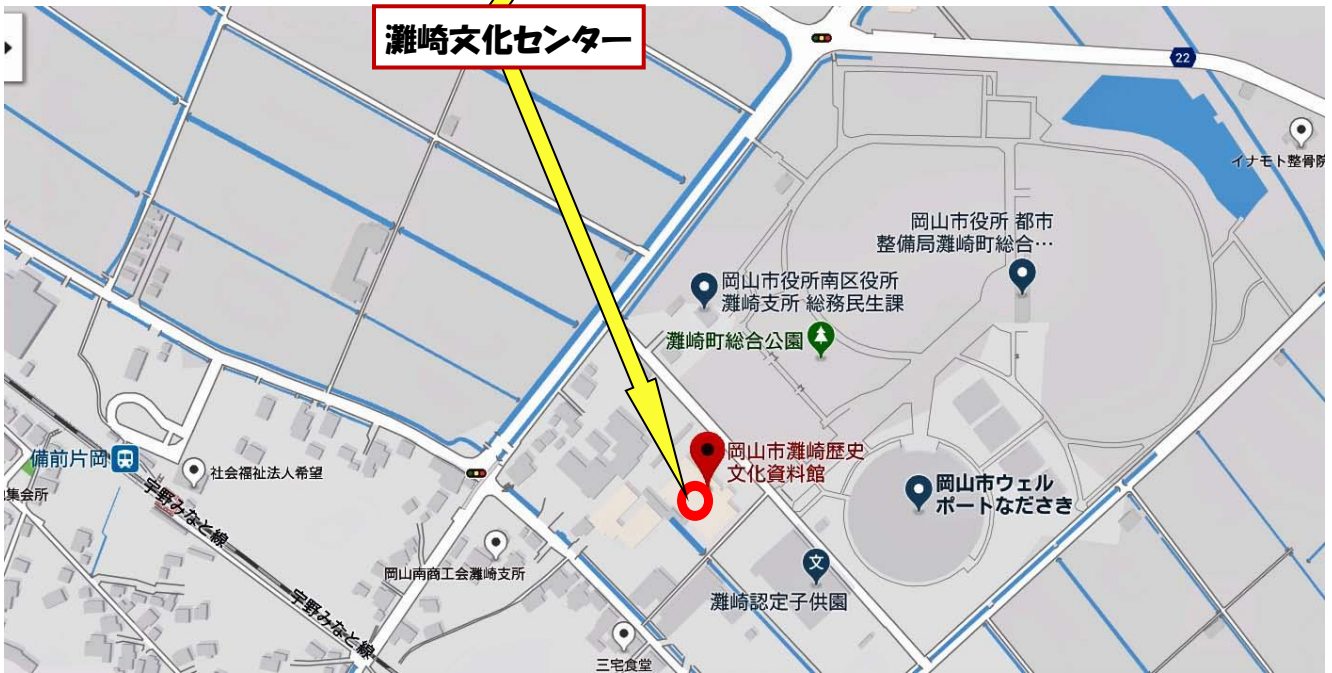 灘崎文化センター
22
イナモト整骨院
岡山市役所 都市
整備局灘崎町総合…
岡山市役所南区役所
灘崎支所 総務民生課
灘崎町総合公園
岡山市灘崎歴史
文化資料館
備前片岡
社会福祉法人希望
集会所
岡山市ウェル
ポートなださき
宇野みなと線
岡山南商工会灘崎支所
文
灘崎認定子供園
宇野みなと線
三宅食堂